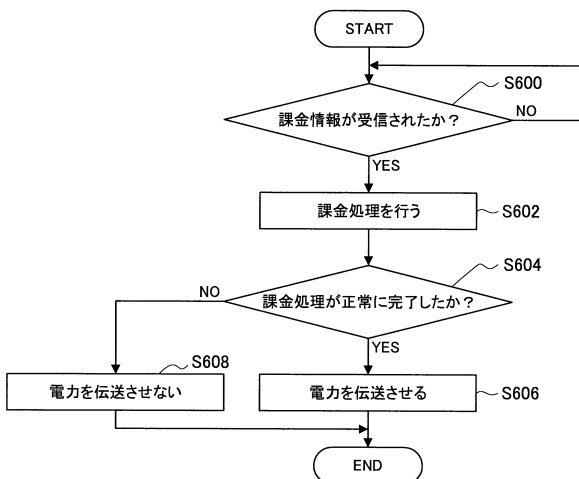 START
S600
課金情報が受信されたか？
NO
YES
課金処理を行う
S602
S604
課金処理が正常に完了したか？
NO
YES
S608
電力を伝送させない
電力を伝送させる
S606
END